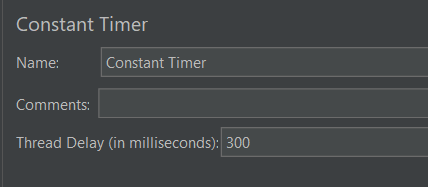 Constant Timer
Name: Constant Timer
Comments:
Thread Delay (in milliseconds): 300